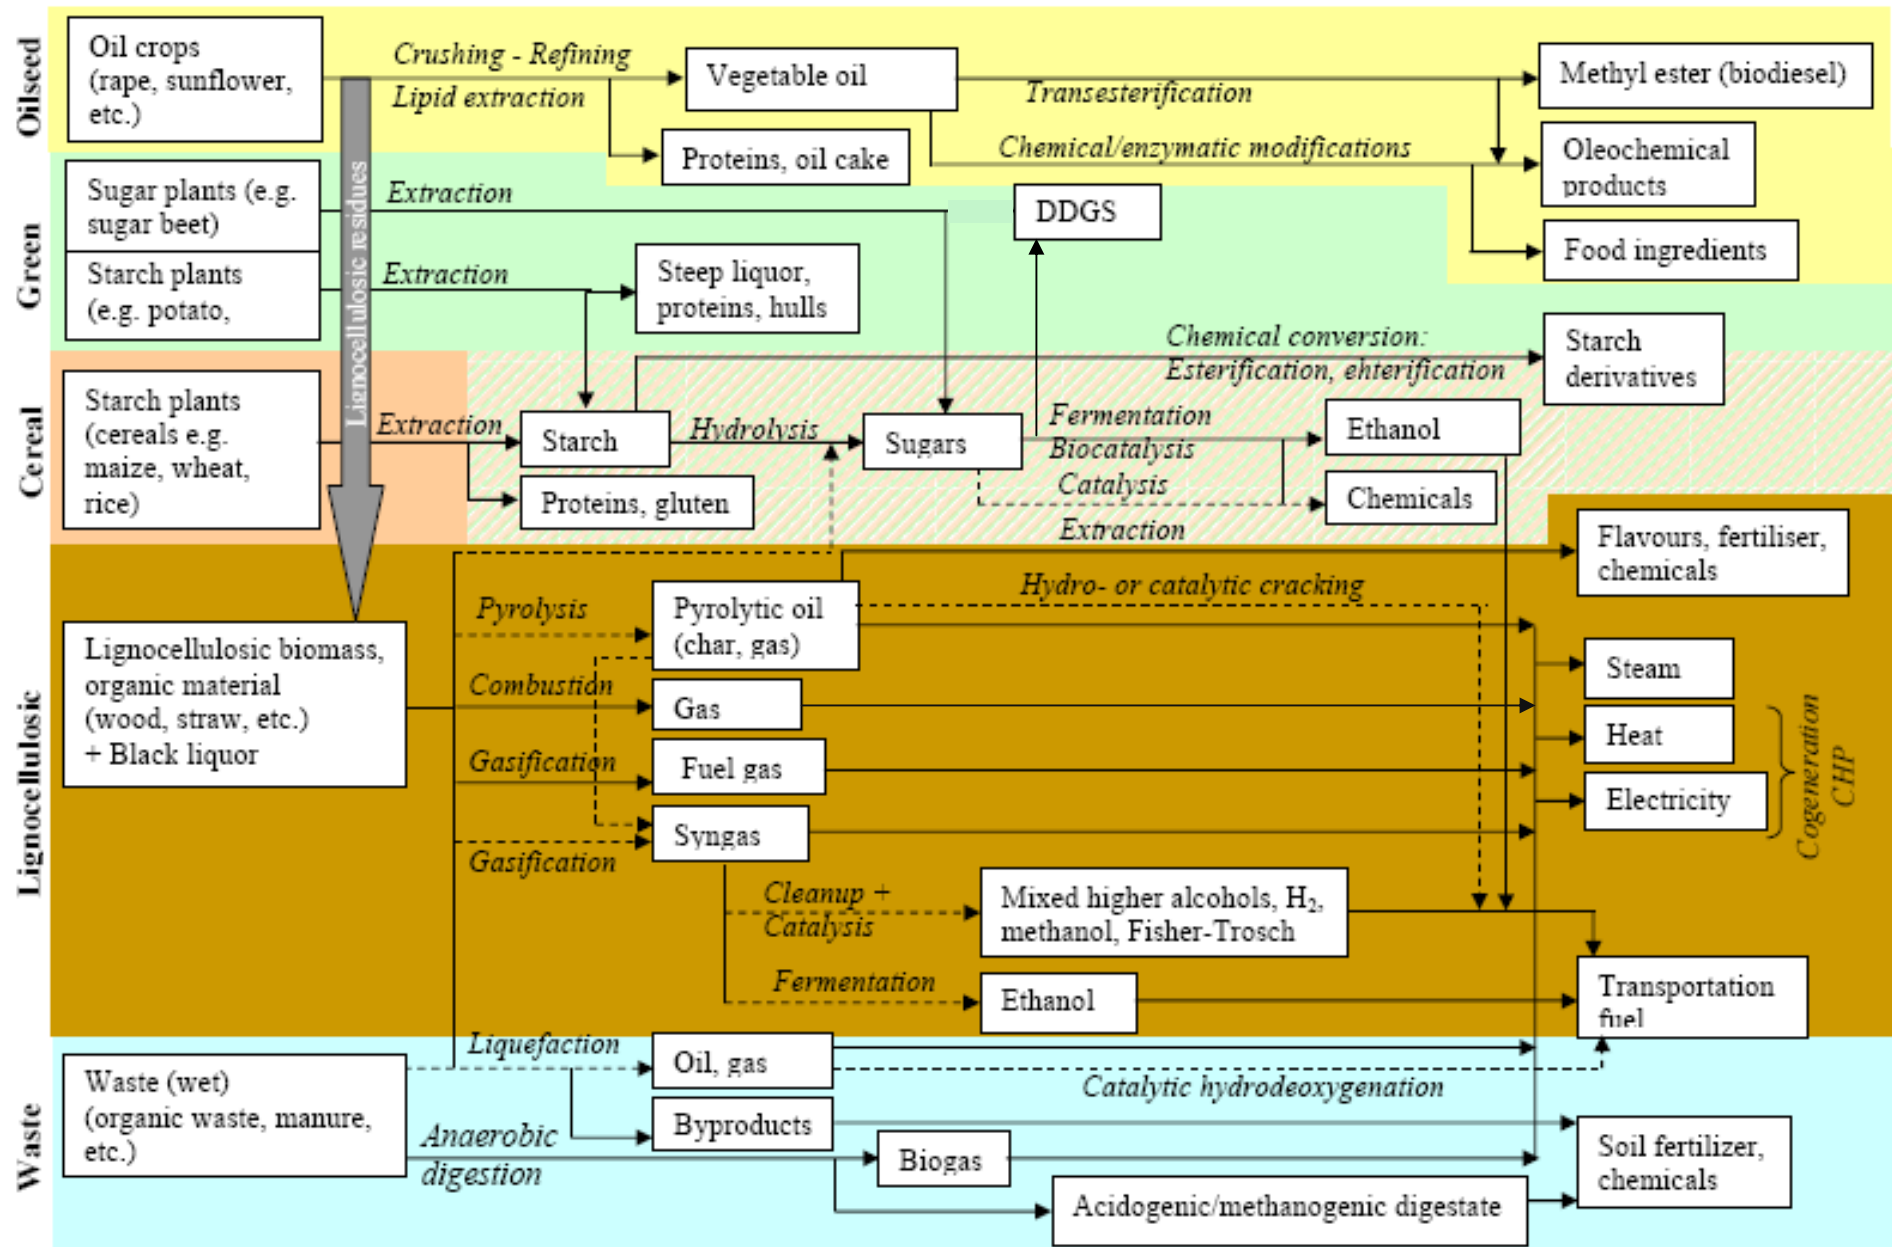 Oilseed
Oil crops
(rape, sunflower,
etc.)
Crushing - Refining
Lipid extraction
Vegetable oil
Transesterification
Methyl ester (biodiesel)
Proteins, oil cake
Chemical/enzymatic modifications
Oleochemical
products
Food ingredients
Lignocellulosic residues
Green
Sugar plants (e.g.
sugar beet)
Extraction
DDGS
Starch plants
(e.g. potato,
Extraction
Steep liquor,
proteins, hulls
Chemical conversion:
Esterification, ehterification
Starch
derivatives
Cereal
Starch plants
(cereals e.g.
maize, wheat,
rice)
Extraction
Starch
Hydrolysis
Sugars
Fermentation
Biocatalysis
Catalysis
Ethanol
Chemicals
Proteins, gluten
Extraction
Flavours, fertiliser,
chemicals
Lignocellulosic
Lignocellulosic biomass,
organic material
(wood, straw, etc.)
+ Black liquor
Pyrolysis
Pyrolytic oil
(char, gas)
Hydro- or catalytic cracking
Combustion
Gas
Gasification
Fuel gas
Gasification
Syngas
Steam
Heat
Electricity
Cogeneration
CHP
Cleanup +
Catalysis
Mixed higher alcohols, H₂,
methanol, Fisher-Trosch
Fermentation
Ethanol
Transportation
fuel
Waste
Waste (wet)
(organic waste, manure,
etc.)
Liquefaction
Oil, gas
Catalytic hydrodeoxygenation
Byproducts
Anaerobic
digestion
Biogas
Acidogenic/methanogenic digestate
Soil fertilizer,
chemicals